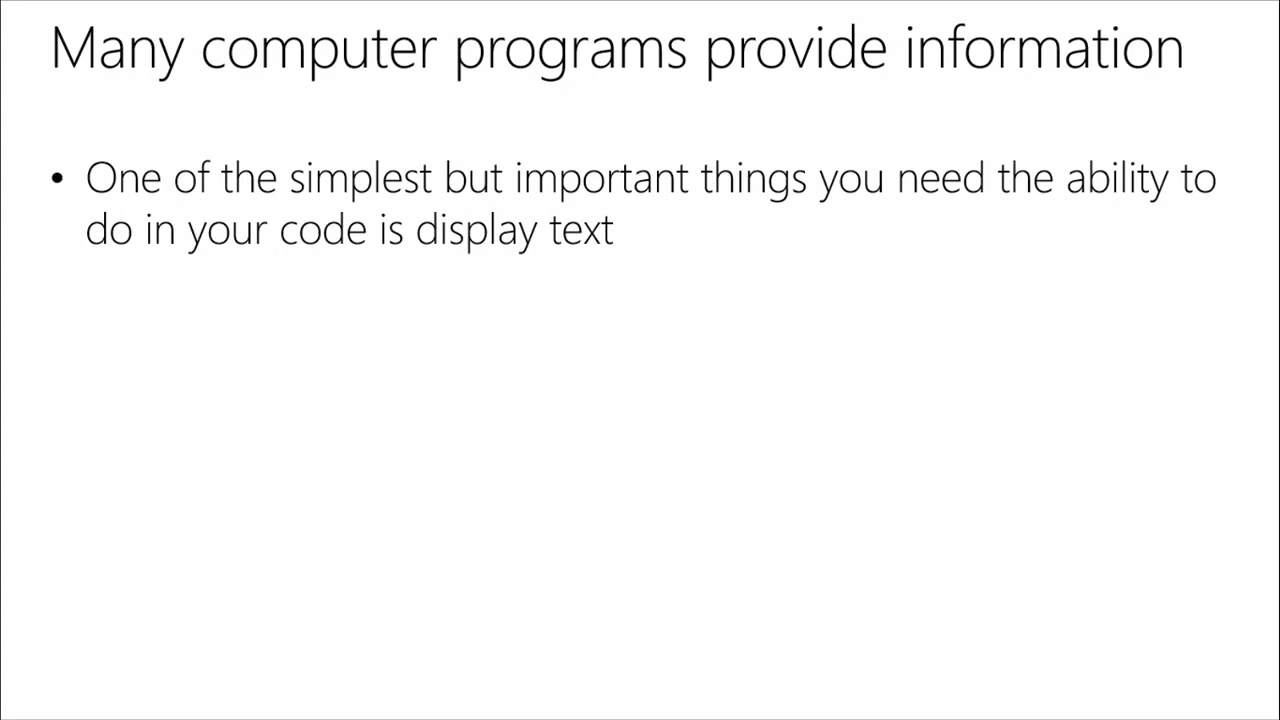 Many computer programs provide information
• One of the simplest but important things you need the ability to
do in your code is display text